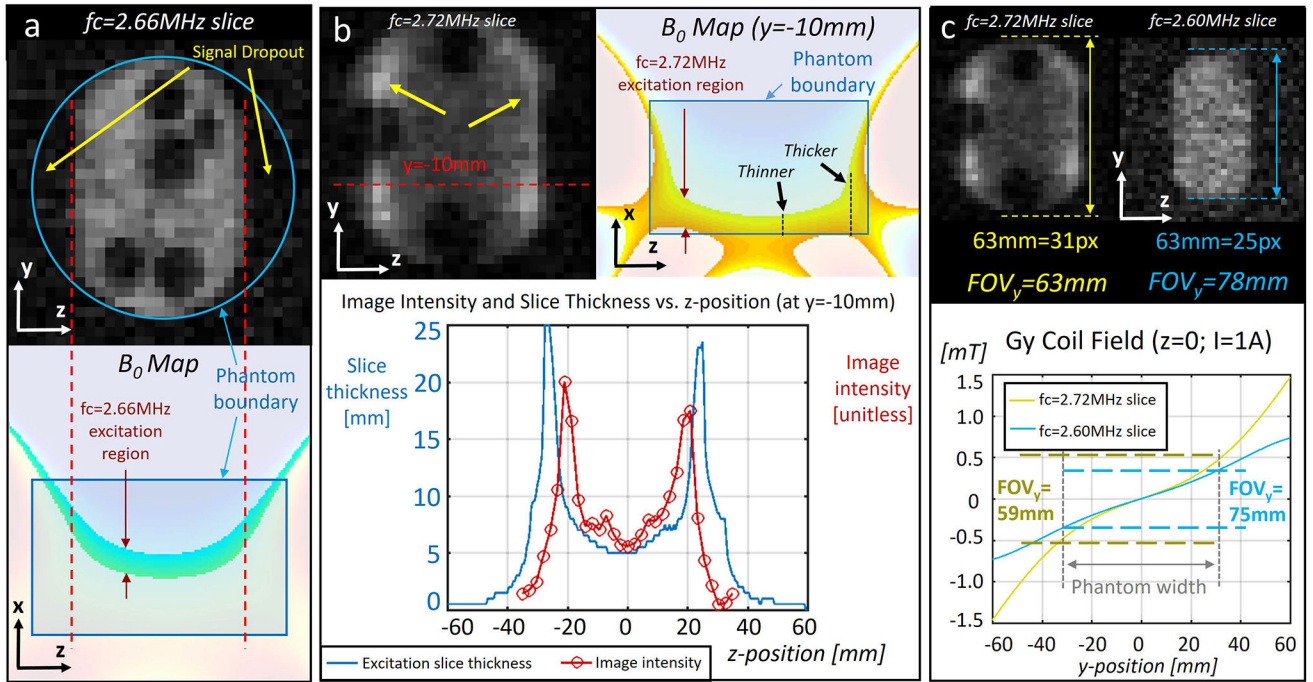 a
fc=2.66MHz slice
Signal Dropout
y
z
B0 Map
Phantom
boundary
fc=2.66MHz
excitation
region
x
z
b
fc=2.72MHz slice
y=-10mm
y
z
B0 Map (y=-10mm)
fc=2.72MHz
excitation region
Phantom
boundary
Thicker
Thinner
x
z
Image Intensity and Slice Thickness vs. z-position (at y=-10mm)
25
20
15
10
5
0
Slice
thickness
[mm]
Image
intensity
[unitless]
-60 -40 -20 0 20 40 60
z-position [mm]
Excitation slice thickness
Image intensity
c
fc=2.72MHz slice
fc=2.60MHz slice
y
z
y
z
63mm=31px
63mm=25px
FOVy=63mm
FOVy=78mm
[mT]
Gy Coil Field (z=0; I=1A)
1.5
1.0
0.5
0
-0.5
-1.0
-1.5
fc=2.72MHz slice
fc=2.60MHz slice
FOVy=
59mm
FOVy=
75mm
Phantom width
-60 -40 -20 0 20 40 60
y-position [mm]